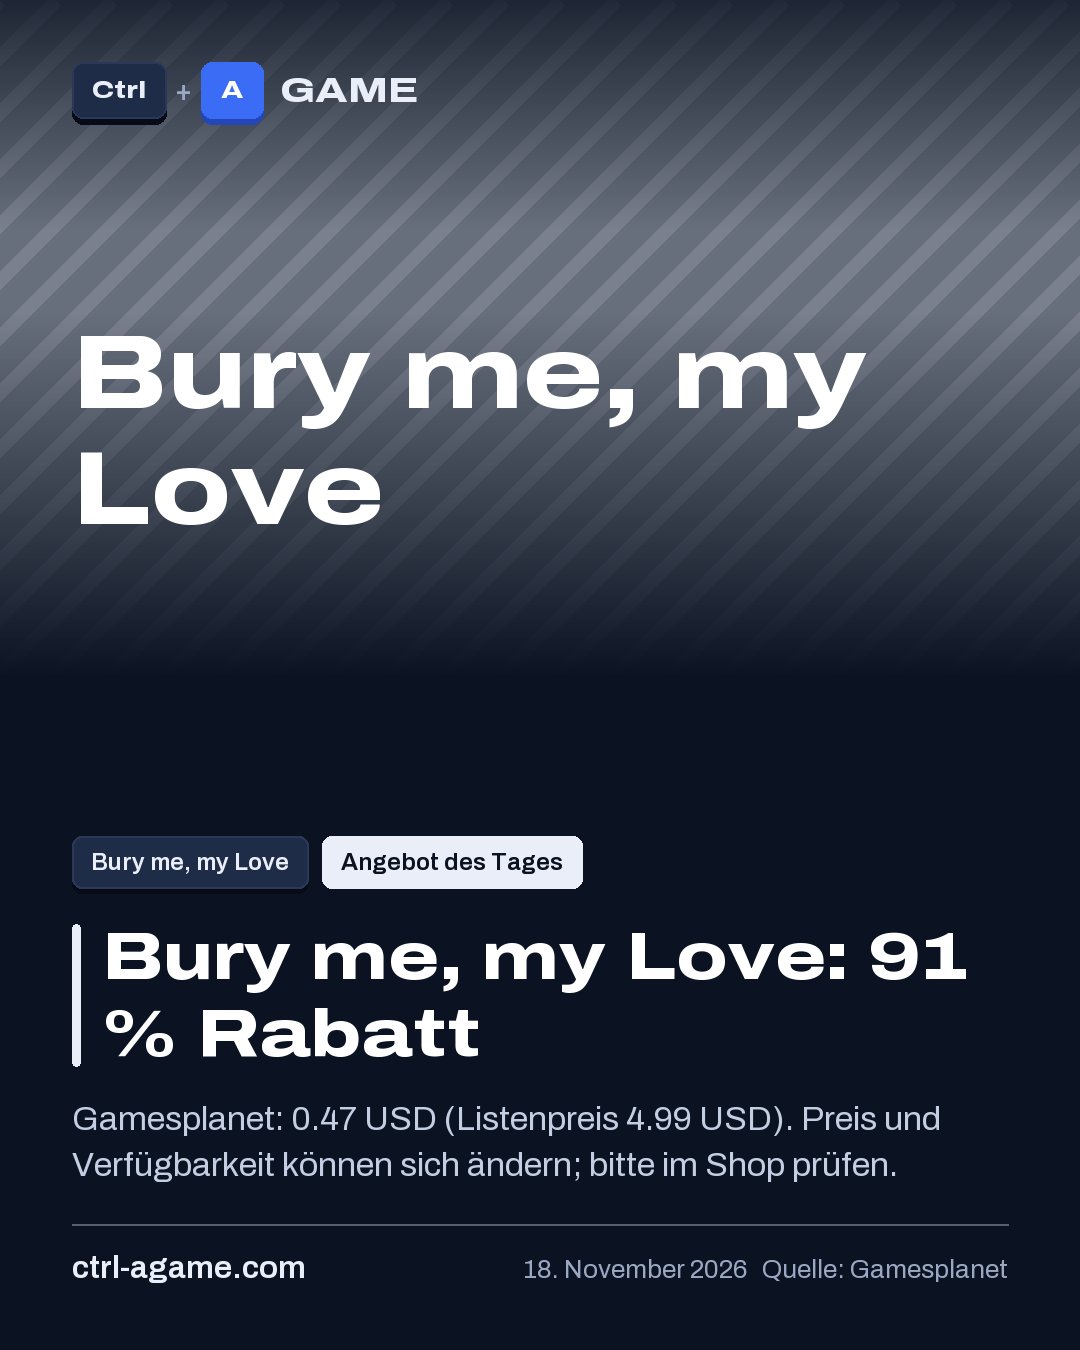 Ctrl + A GAME
Bury me, my
Love
Bury me, my Love Angebot des Tages
Bury me, my Love: 91
% Rabatt
Gamesplanet: 0.47 USD (Listenpreis 4.99 USD). Preis und
Verfügbarkeit können sich ändern; bitte im Shop prüfen.
ctrl-agame.com 18. November 2026 Quelle: Gamesplanet